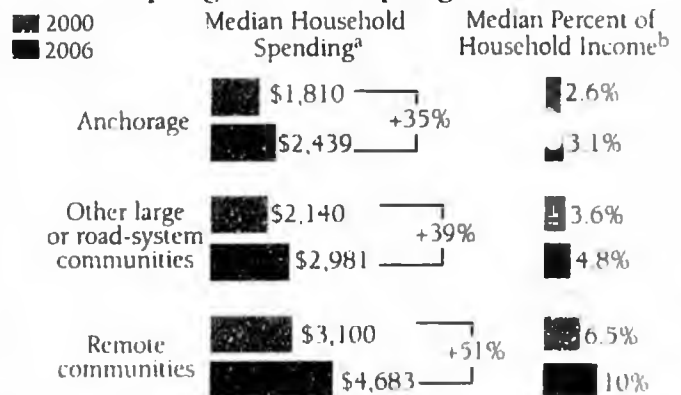 2000
2006
Median Household
Spendingᵃ
Median Percent of
Household Incomeᵇ
Anchorage
$1,810
$2,439
+35%
2.6%
3.1%
Other large
or road-system
communities
$2,140
$2,981
+39%
3.6%
4.8%
Remote
communities
$3,100
$4,683
+51%
6.5%
10%